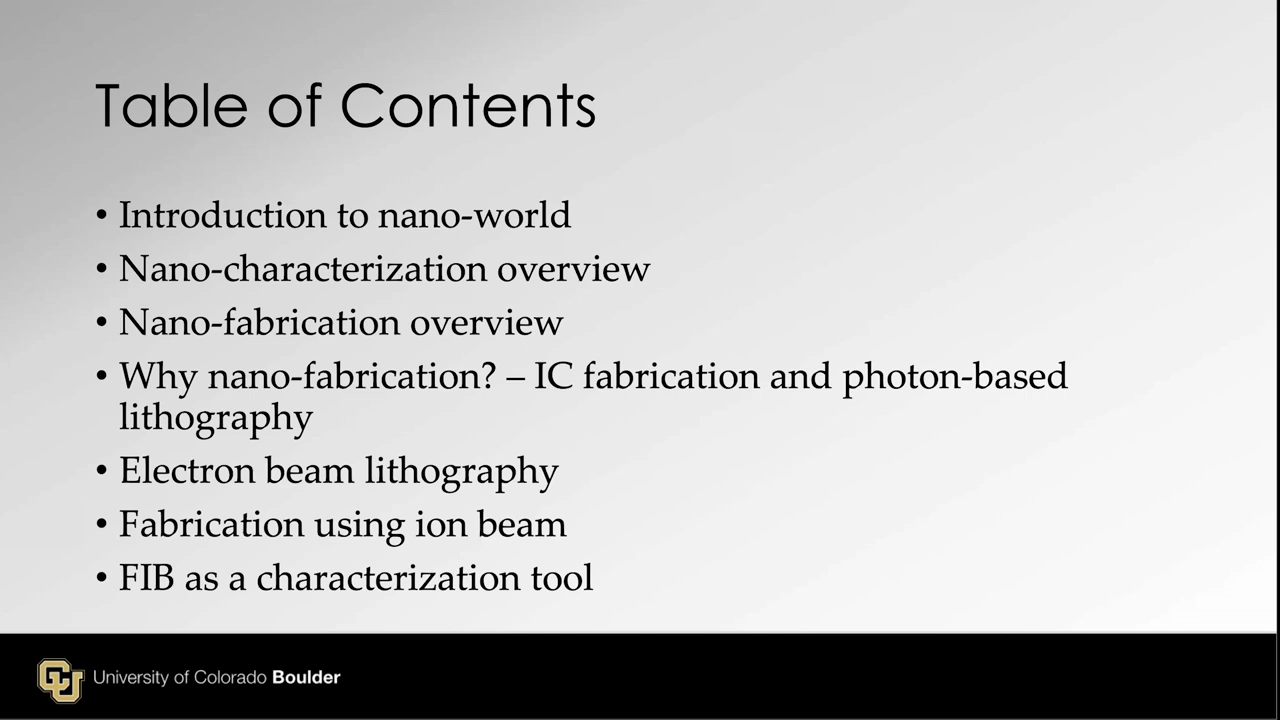 Table of Contents
• Introduction to nano-world
• Nano-characterization overview
• Nano-fabrication overview
• Why nano-fabrication? – IC fabrication and photon-based
lithography
• Electron beam lithography
• Fabrication using ion beam
• FIB as a characterization tool
CU University of Colorado Boulder